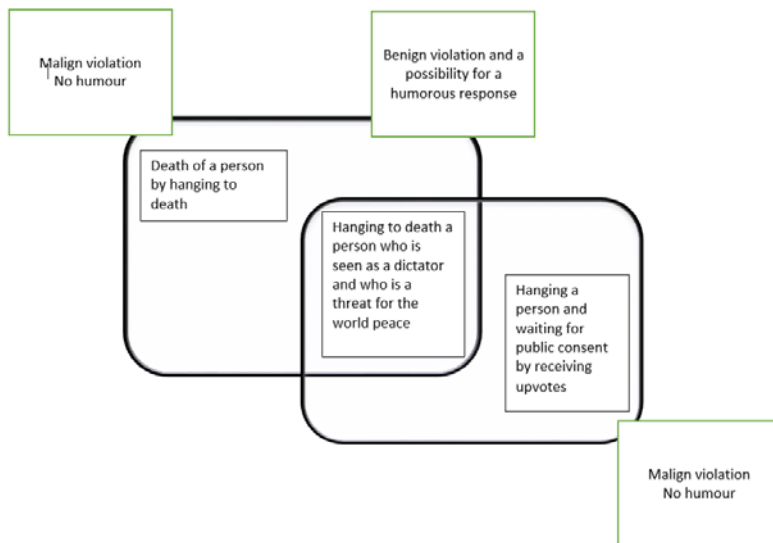 Malign violation
No humour
Benign violation and a
possibility for a
humorous response
Death of a person
by hanging to
death
Hanging to death a
person who is
seen as a dictator
and who is a
threat for the
world peace
Hanging a
person and
waiting for
public consent
by receiving
upvotes
Malign violation
No humour